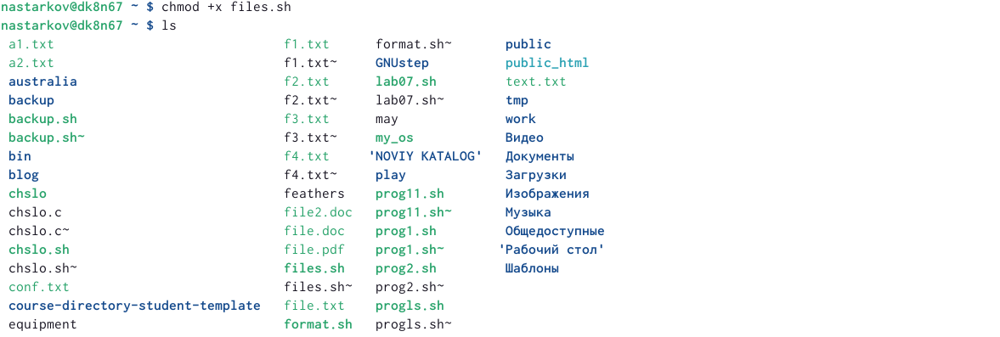 nastarkov@dk8n67 ~ $ chmod +x files.sh
nastarkov@dk8n67 ~ $ ls
a1.txt f1.txt format.sh~ public
a2.txt f1.txt~ GNUstep public_html
australia f2.txt lab07.sh text.txt
backup f2.txt~ lab07.sh~ tmp
backup.sh f3.txt may work
backup.sh~ f3.txt~ my_os Видео
bin f4.txt 'NOVIY KATALOG' Документы
blog f4.txt~ play Загрузки
chslo feathers prog11.sh Изображения
chslo.c file2.doc prog11.sh~ Музыка
chslo.c~ file.doc prog1.sh Общедоступные
chslo.sh file.pdf prog1.sh~ 'Рабочий стол'
chslo.sh~ files.sh prog2.sh Шаблоны
conf.txt files.sh~ prog2.sh~
course-directory-student-template file.txt progls.sh
equipment format.sh progls.sh~